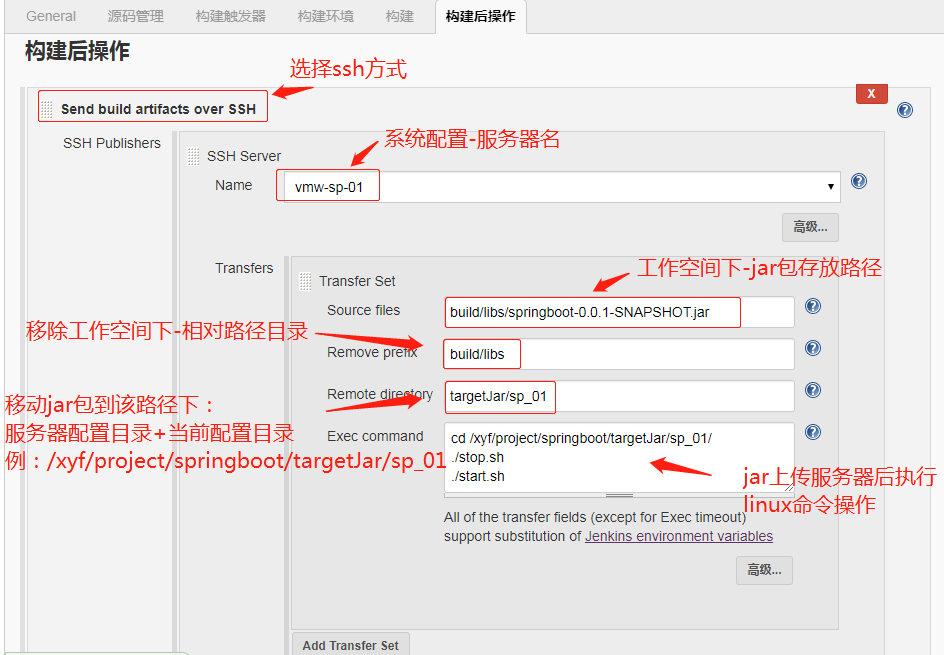 General 源码管理 构建触发器 构建环境 构建 构建后操作
构建后操作
选择ssh方式
Send build artifacts over SSH
X
SSH Publishers
系统配置-服务器名
SSH Server
Name
vmw-sp-01
高级...
Transfers
工作空间下-jar包存放路径
Transfer Set
Source files
build/libs/springboot-0.0.1-SNAPSHOT.jar
移除工作空间下-相对路径目录
Remove prefix
build/libs
Remote directory
targetJar/sp_01
移动jar包到该路径下：
服务器配置目录+当前配置目录
例：/xyf/project/springboot/targetJar/sp_01
Exec command
cd /xyf/project/springboot/targetJar/sp_01/
./stop.sh
./start.sh
jar上传服务器后执行
linux命令操作
All of the transfer fields (except for Exec timeout)
support substitution of Jenkins environment variables
高级...
Add Transfer Set